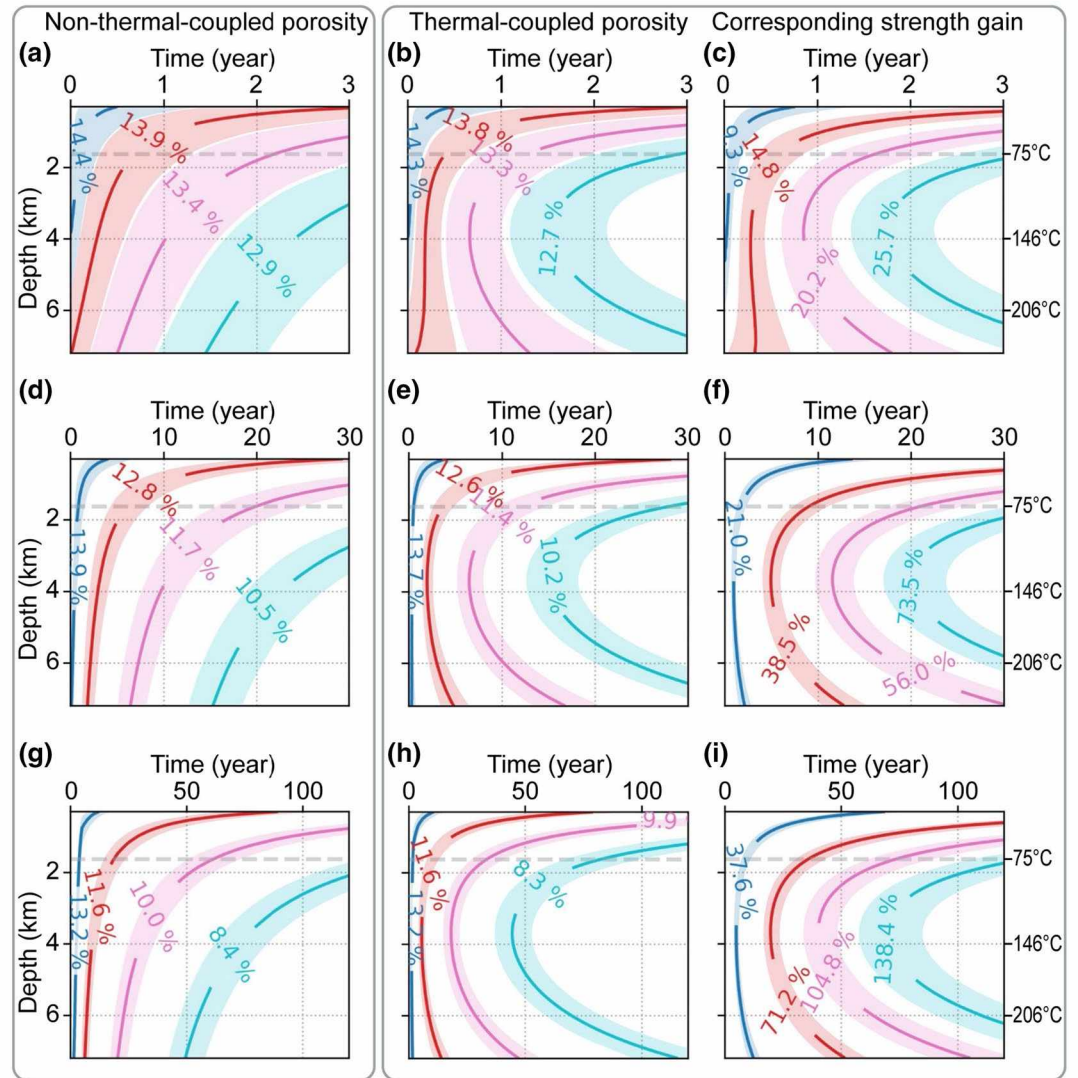 Non-thermal-coupled porosity
Thermal-coupled porosity
Corresponding strength gain
(a)
Time (year)
0 1 2 3
Depth (km)
2
4
6
14.4 %
13.9 %
13.4 %
12.9 %
(b)
Time (year)
0 1 2 3
14.3 %
13.8 %
13.3 %
12.7 %
(c)
Time (year)
0 1 2 3
9.3 %
14.8 %
20.2 %
25.7 %
75°C
146°C
206°C
(d)
Time (year)
0 10 20 30
Depth (km)
2
4
6
13.9 %
12.8 %
11.7 %
10.5 %
(e)
Time (year)
0 10 20 30
13.7 %
12.6 %
11.4 %
10.2 %
(f)
Time (year)
0 10 20 30
21.0 %
38.5 %
56.0 %
73.5 %
75°C
146°C
206°C
(g)
Time (year)
0 50 100
Depth (km)
2
4
6
13.2 %
11.6 %
10.0 %
8.4 %
(h)
Time (year)
0 50 100
13.2 %
11.6 %
9.9
8.3 %
(i)
Time (year)
0 50 100
37.6 %
71.2 %
104.8 %
138.4 %
75°C
146°C
206°C